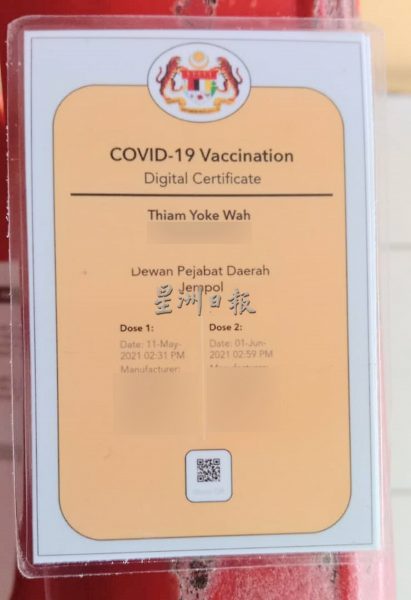 COVID-19 Vaccination
Digital Certificate
Thiam Yoke Wah
Dewan Pejabat Daerah
Jempol
星洲日報
Dose 1:
Date: 11-May-
2021 02:31 PM
Manufacturer:
Dose 2:
Date: 01-Jun-
2021 02:59 PM
Manufacturer: